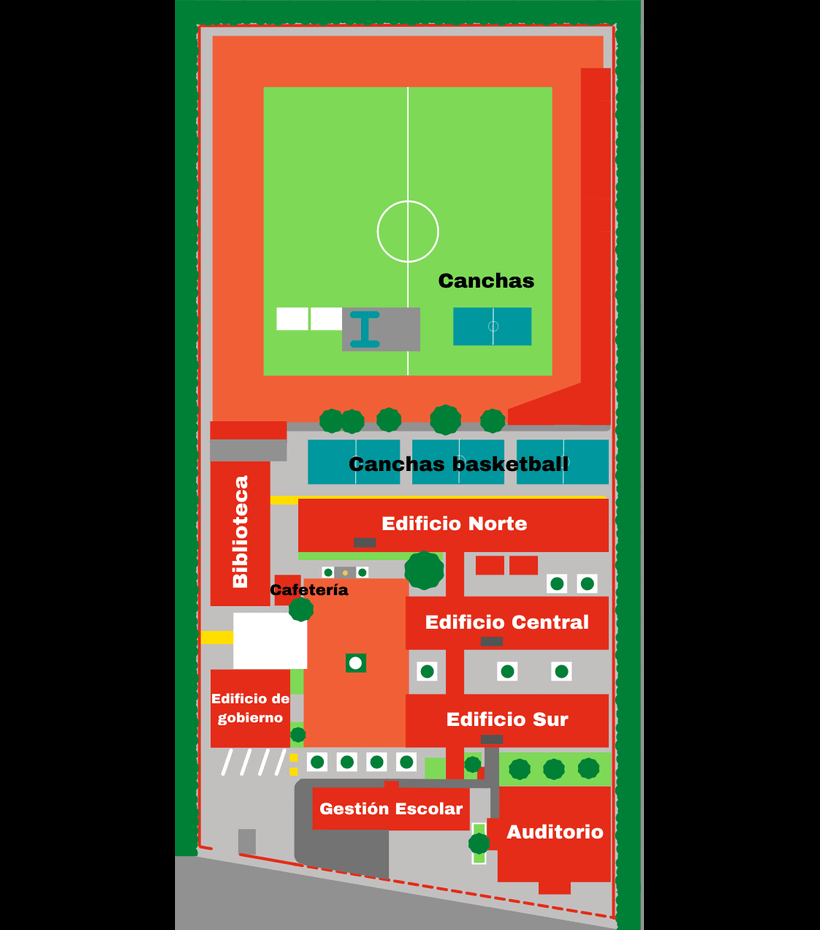 Canchas
Canchas basketball
Biblioteca
Edificio Norte
Cafetería
Edificio Central
Edificio de
gobierno
Edificio Sur
Gestión Escolar
Auditorio